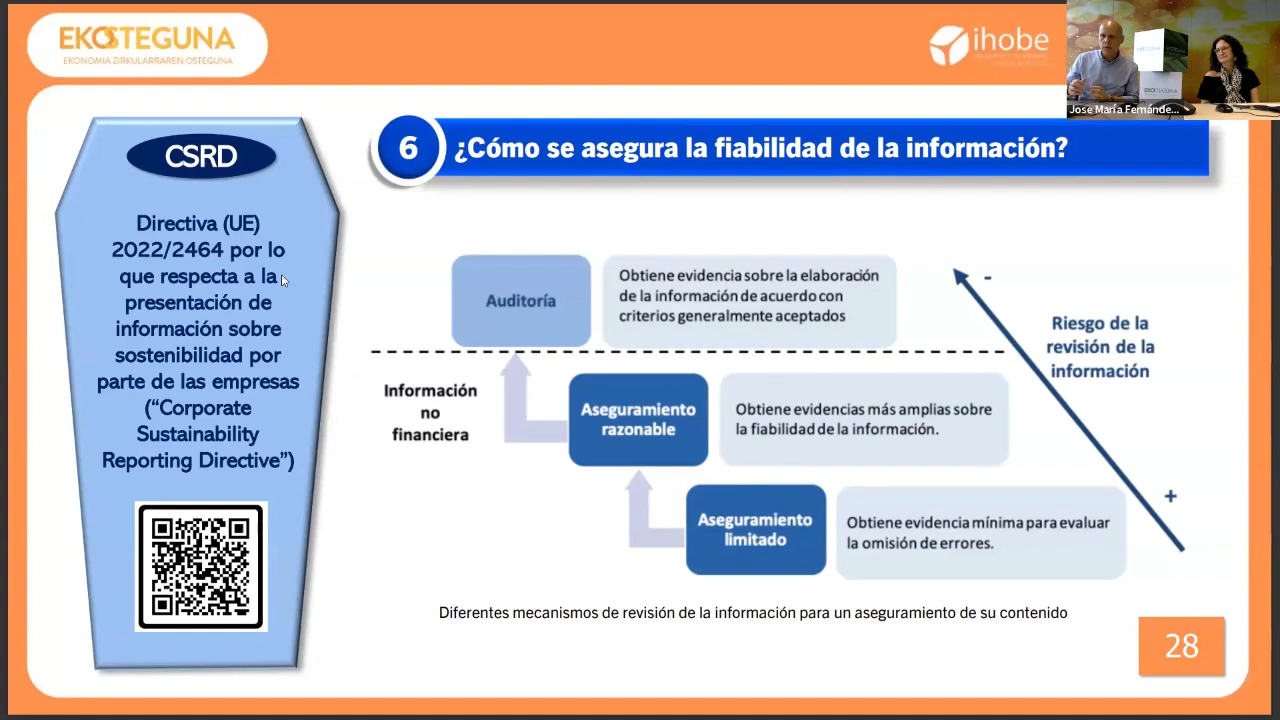 EKOSTEGUNA
EKONOMIA ZIRKULARRAREN OSTEGUNA
ihobe
Jose María Fernánde...
CSRD
Directiva (UE)
2022/2464 por lo
que respecta a la
presentación de
información sobre
sostenibilidad por
parte de las empresas
(“Corporate
Sustainability
Reporting Directive”)
6
¿Cómo se asegura la fiabilidad de la información?
Auditoría
Obtiene evidencia sobre la elaboración
de la información de acuerdo con
criterios generalmente aceptados
-
Riesgo de la
revisión de la
información
Información
no
financiera
Aseguramiento
razonable
Obtiene evidencias más amplias sobre
la fiabilidad de la información.
+
Aseguramiento
limitado
Obtiene evidencia mínima para evaluar
la omisión de errores.
Diferentes mecanismos de revisión de la información para un aseguramiento de su contenido
28